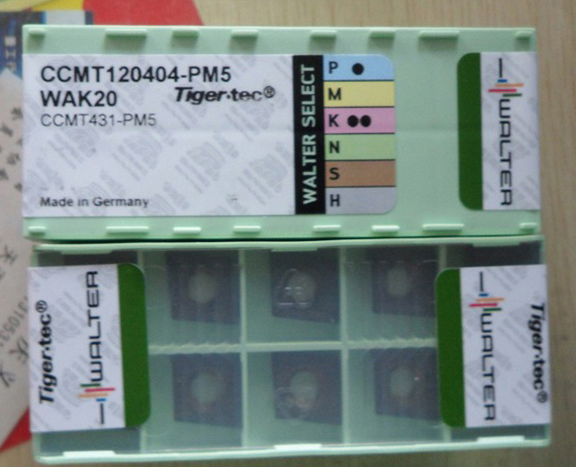 CCMT120404-PM5
WAK20 Tiger·tec®
CCMT431-PM5
Made in Germany
WALTER SELECT
P
M
K
N
S
H
WALTER
Tiger·tec®
WALTER
WALTER
Tiger·tec®